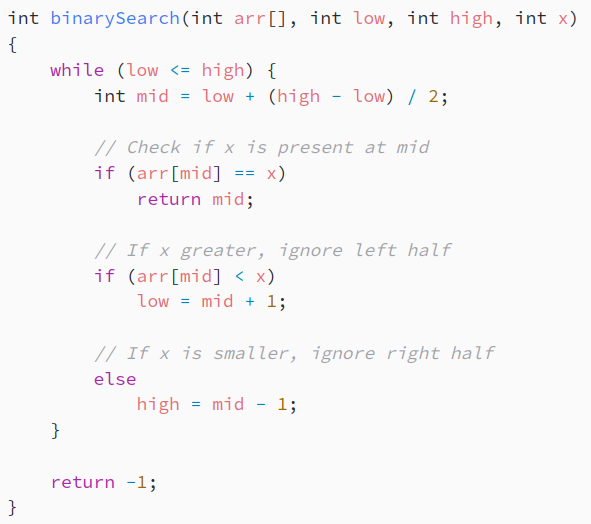 int binarySearch(int arr[], int low, int high, int x)
{
    while (low <= high) {
        int mid = low + (high - low) / 2;

        // Check if x is present at mid
        if (arr[mid] == x)
            return mid;

        // If x greater, ignore left half
        if (arr[mid] < x)
            low = mid + 1;

        // If x is smaller, ignore right half
        else
            high = mid - 1;
    }

    return -1;
}